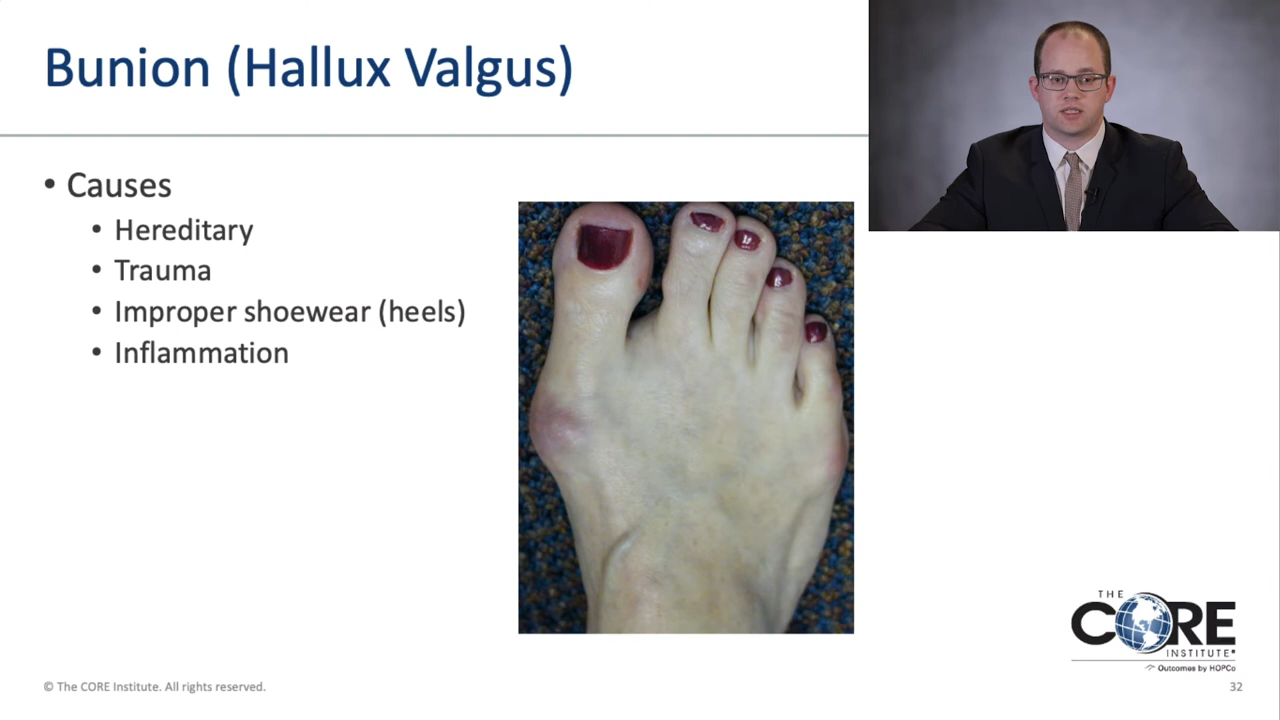 Bunion (Hallux Valgus)
• Causes
• Hereditary
• Trauma
• Improper shoewear (heels)
• Inflammation
THE
CORE
INSTITUTE®
Outcomes by HOPCo
© The CORE Institute. All rights reserved.
32